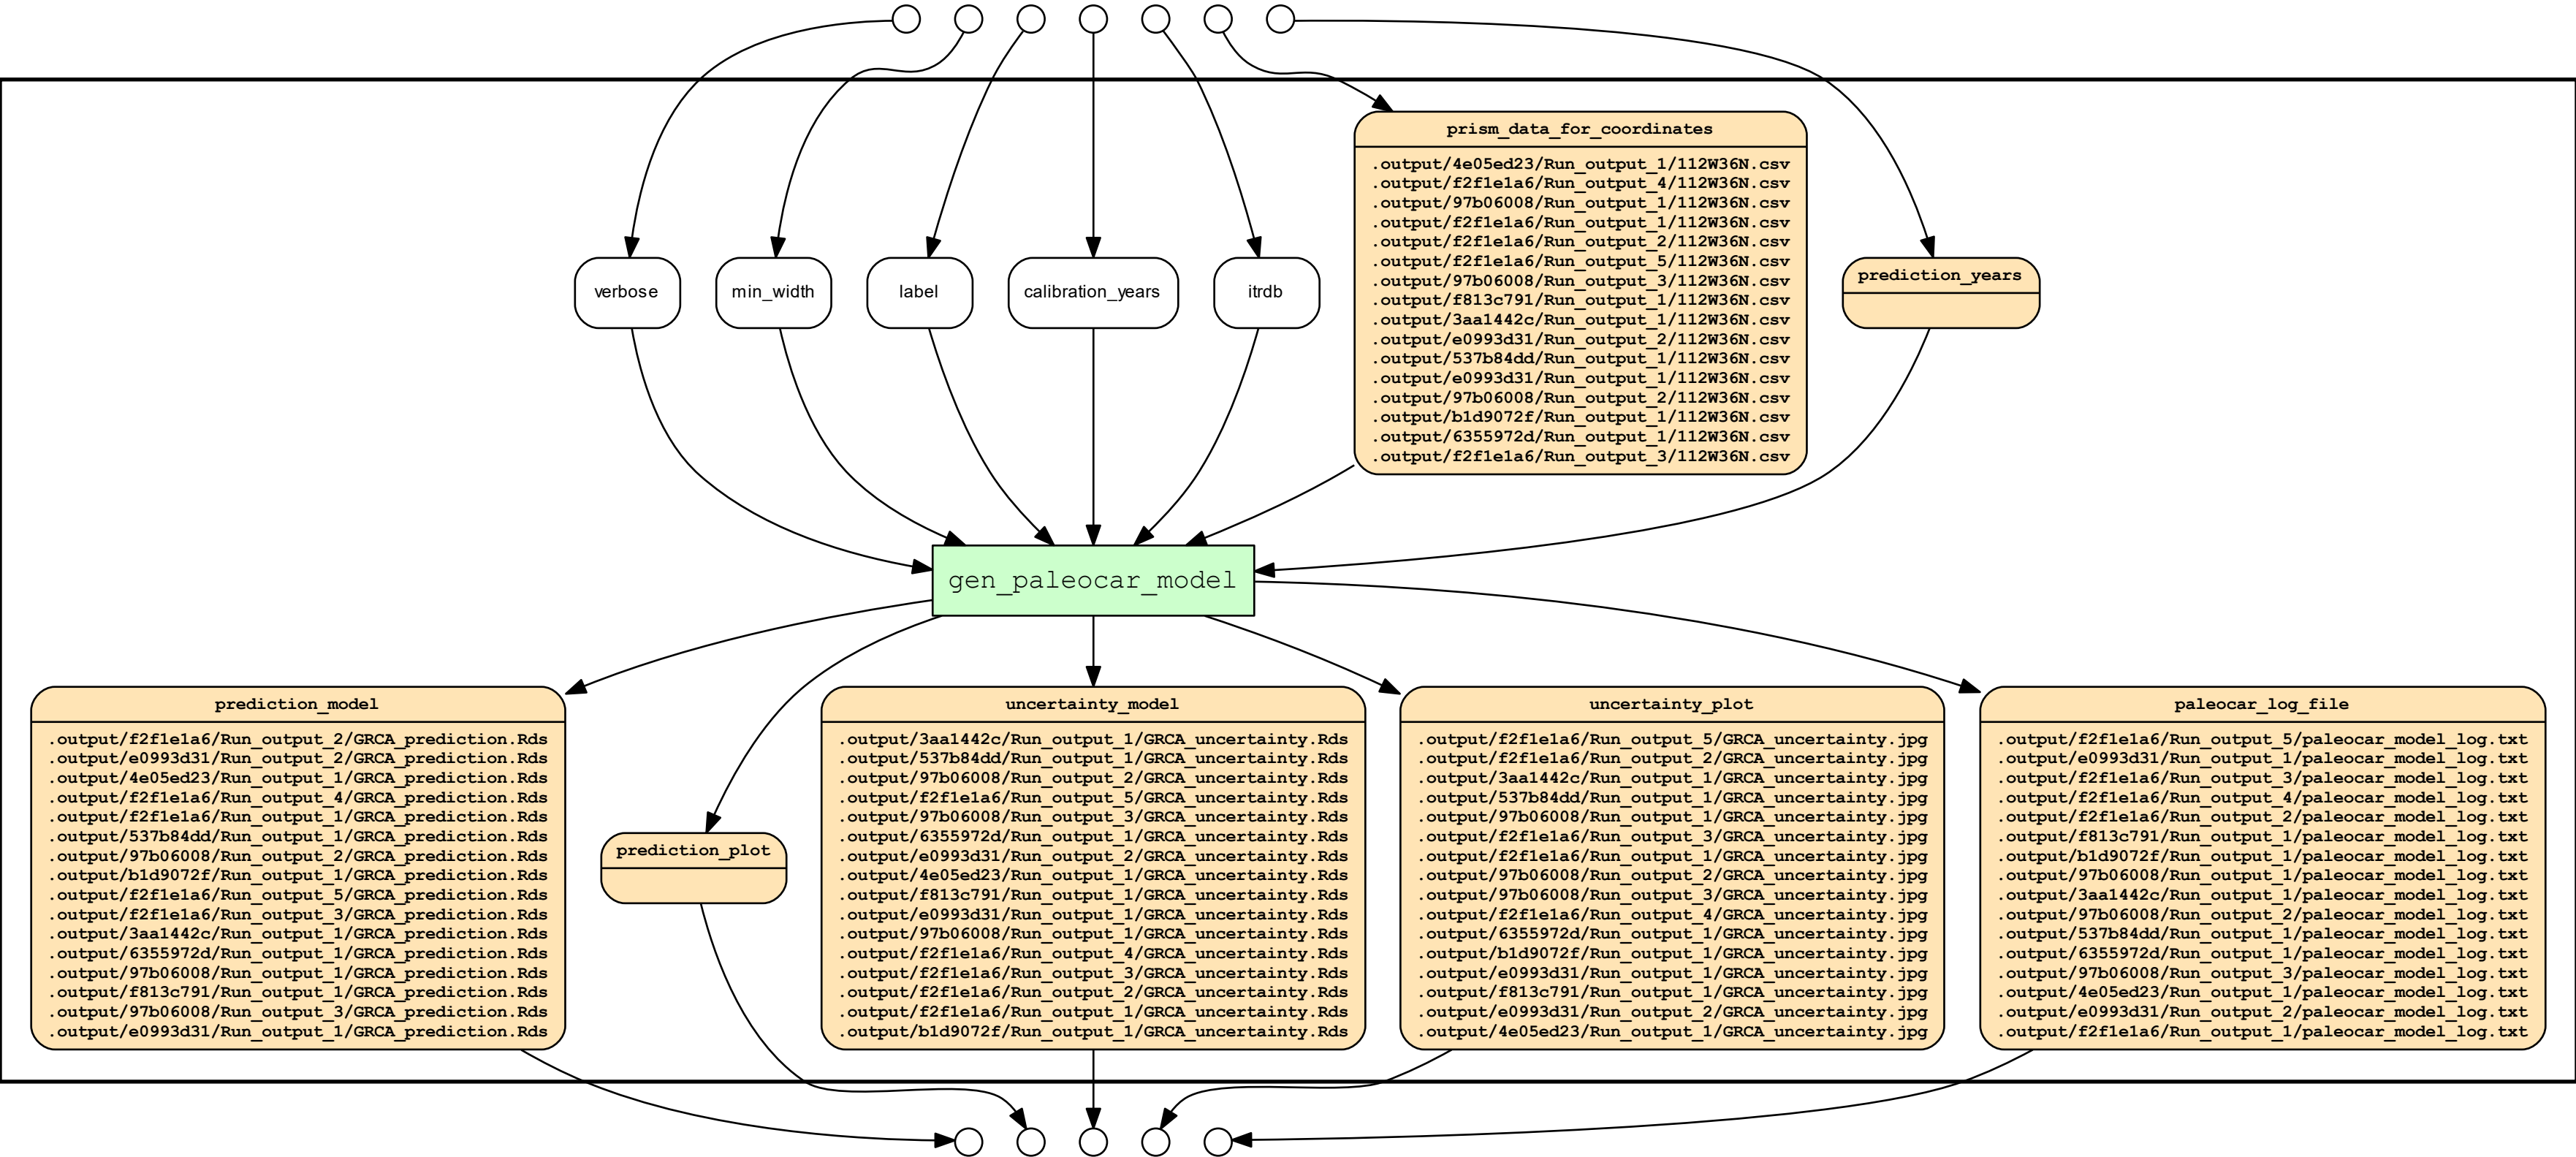 prism_data_for_coordinates
.output/4e05ed23/Run_output_1/112W36N.csv
.output/f2f1e1a6/Run_output_4/112W36N.csv
.output/97b06008/Run_output_1/112W36N.csv
.output/f2f1e1a6/Run_output_1/112W36N.csv
.output/f2f1e1a6/Run_output_2/112W36N.csv
.output/f2f1e1a6/Run_output_5/112W36N.csv
.output/97b06008/Run_output_3/112W36N.csv
.output/f813c791/Run_output_1/112W36N.csv
.output/3aa1442c/Run_output_1/112W36N.csv
.output/e0993d31/Run_output_2/112W36N.csv
.output/537b84dd/Run_output_1/112W36N.csv
.output/e0993d31/Run_output_1/112W36N.csv
.output/97b06008/Run_output_2/112W36N.csv
.output/b1d9072f/Run_output_1/112W36N.csv
.output/6355972d/Run_output_1/112W36N.csv
.output/f2f1e1a6/Run_output_3/112W36N.csv
verbose
min_width
label
calibration_years
itrdb
prediction_years
gen_paleocar_model
prediction_model
.output/f2f1e1a6/Run_output_2/GRCA_prediction.Rds
.output/e0993d31/Run_output_2/GRCA_prediction.Rds
.output/4e05ed23/Run_output_1/GRCA_prediction.Rds
.output/f2f1e1a6/Run_output_4/GRCA_prediction.Rds
.output/f2f1e1a6/Run_output_1/GRCA_prediction.Rds
.output/537b84dd/Run_output_1/GRCA_prediction.Rds
.output/97b06008/Run_output_2/GRCA_prediction.Rds
.output/b1d9072f/Run_output_1/GRCA_prediction.Rds
.output/f2f1e1a6/Run_output_5/GRCA_prediction.Rds
.output/f2f1e1a6/Run_output_3/GRCA_prediction.Rds
.output/3aa1442c/Run_output_1/GRCA_prediction.Rds
.output/6355972d/Run_output_1/GRCA_prediction.Rds
.output/97b06008/Run_output_1/GRCA_prediction.Rds
.output/f813c791/Run_output_1/GRCA_prediction.Rds
.output/97b06008/Run_output_3/GRCA_prediction.Rds
.output/e0993d31/Run_output_1/GRCA_prediction.Rds
prediction_plot
uncertainty_model
.output/3aa1442c/Run_output_1/GRCA_uncertainty.Rds
.output/537b84dd/Run_output_1/GRCA_uncertainty.Rds
.output/97b06008/Run_output_2/GRCA_uncertainty.Rds
.output/f2f1e1a6/Run_output_5/GRCA_uncertainty.Rds
.output/97b06008/Run_output_3/GRCA_uncertainty.Rds
.output/6355972d/Run_output_1/GRCA_uncertainty.Rds
.output/e0993d31/Run_output_2/GRCA_uncertainty.Rds
.output/4e05ed23/Run_output_1/GRCA_uncertainty.Rds
.output/f813c791/Run_output_1/GRCA_uncertainty.Rds
.output/e0993d31/Run_output_1/GRCA_uncertainty.Rds
.output/97b06008/Run_output_1/GRCA_uncertainty.Rds
.output/f2f1e1a6/Run_output_4/GRCA_uncertainty.Rds
.output/f2f1e1a6/Run_output_3/GRCA_uncertainty.Rds
.output/f2f1e1a6/Run_output_2/GRCA_uncertainty.Rds
.output/f2f1e1a6/Run_output_1/GRCA_uncertainty.Rds
.output/b1d9072f/Run_output_1/GRCA_uncertainty.Rds
uncertainty_plot
.output/f2f1e1a6/Run_output_5/GRCA_uncertainty.jpg
.output/f2f1e1a6/Run_output_2/GRCA_uncertainty.jpg
.output/3aa1442c/Run_output_1/GRCA_uncertainty.jpg
.output/537b84dd/Run_output_1/GRCA_uncertainty.jpg
.output/97b06008/Run_output_1/GRCA_uncertainty.jpg
.output/f2f1e1a6/Run_output_3/GRCA_uncertainty.jpg
.output/f2f1e1a6/Run_output_1/GRCA_uncertainty.jpg
.output/97b06008/Run_output_2/GRCA_uncertainty.jpg
.output/97b06008/Run_output_3/GRCA_uncertainty.jpg
.output/f2f1e1a6/Run_output_4/GRCA_uncertainty.jpg
.output/6355972d/Run_output_1/GRCA_uncertainty.jpg
.output/b1d9072f/Run_output_1/GRCA_uncertainty.jpg
.output/e0993d31/Run_output_1/GRCA_uncertainty.jpg
.output/f813c791/Run_output_1/GRCA_uncertainty.jpg
.output/e0993d31/Run_output_2/GRCA_uncertainty.jpg
.output/4e05ed23/Run_output_1/GRCA_uncertainty.jpg
paleocar_log_file
.output/f2f1e1a6/Run_output_5/paleocar_model_log.txt
.output/e0993d31/Run_output_1/paleocar_model_log.txt
.output/f2f1e1a6/Run_output_3/paleocar_model_log.txt
.output/f2f1e1a6/Run_output_4/paleocar_model_log.txt
.output/f2f1e1a6/Run_output_2/paleocar_model_log.txt
.output/f813c791/Run_output_1/paleocar_model_log.txt
.output/b1d9072f/Run_output_1/paleocar_model_log.txt
.output/97b06008/Run_output_1/paleocar_model_log.txt
.output/3aa1442c/Run_output_1/paleocar_model_log.txt
.output/97b06008/Run_output_2/paleocar_model_log.txt
.output/537b84dd/Run_output_1/paleocar_model_log.txt
.output/6355972d/Run_output_1/paleocar_model_log.txt
.output/97b06008/Run_output_3/paleocar_model_log.txt
.output/4e05ed23/Run_output_1/paleocar_model_log.txt
.output/e0993d31/Run_output_2/paleocar_model_log.txt
.output/f2f1e1a6/Run_output_1/paleocar_model_log.txt